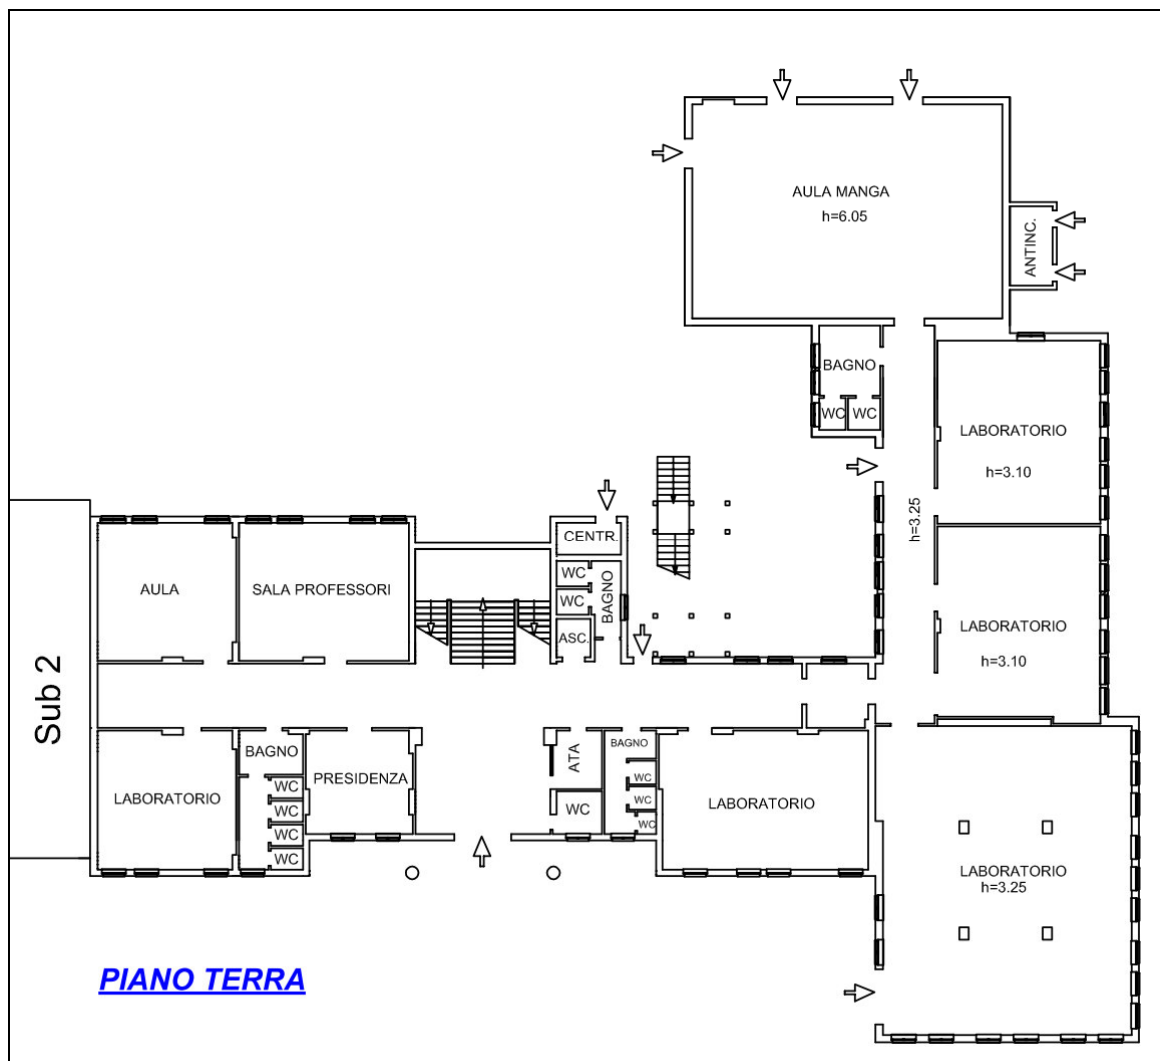 AULA MANGA
h=6.05
ANTINC.
BAGNO
WC
WC
LABORATORIO
h=3.10
h=3.25
LABORATORIO
h=3.10
CENTR.
WC
WC
BAGNO
ASC.
AULA
SALA PROFESSORI
Sub 2
LABORATORIO
BAGNO
WC
WC
WC
WC
PRESIDENZA
ATA
WC
BAGNO
WC
WC
WC
LABORATORIO
LABORATORIO
h=3.25
PIANO TERRA